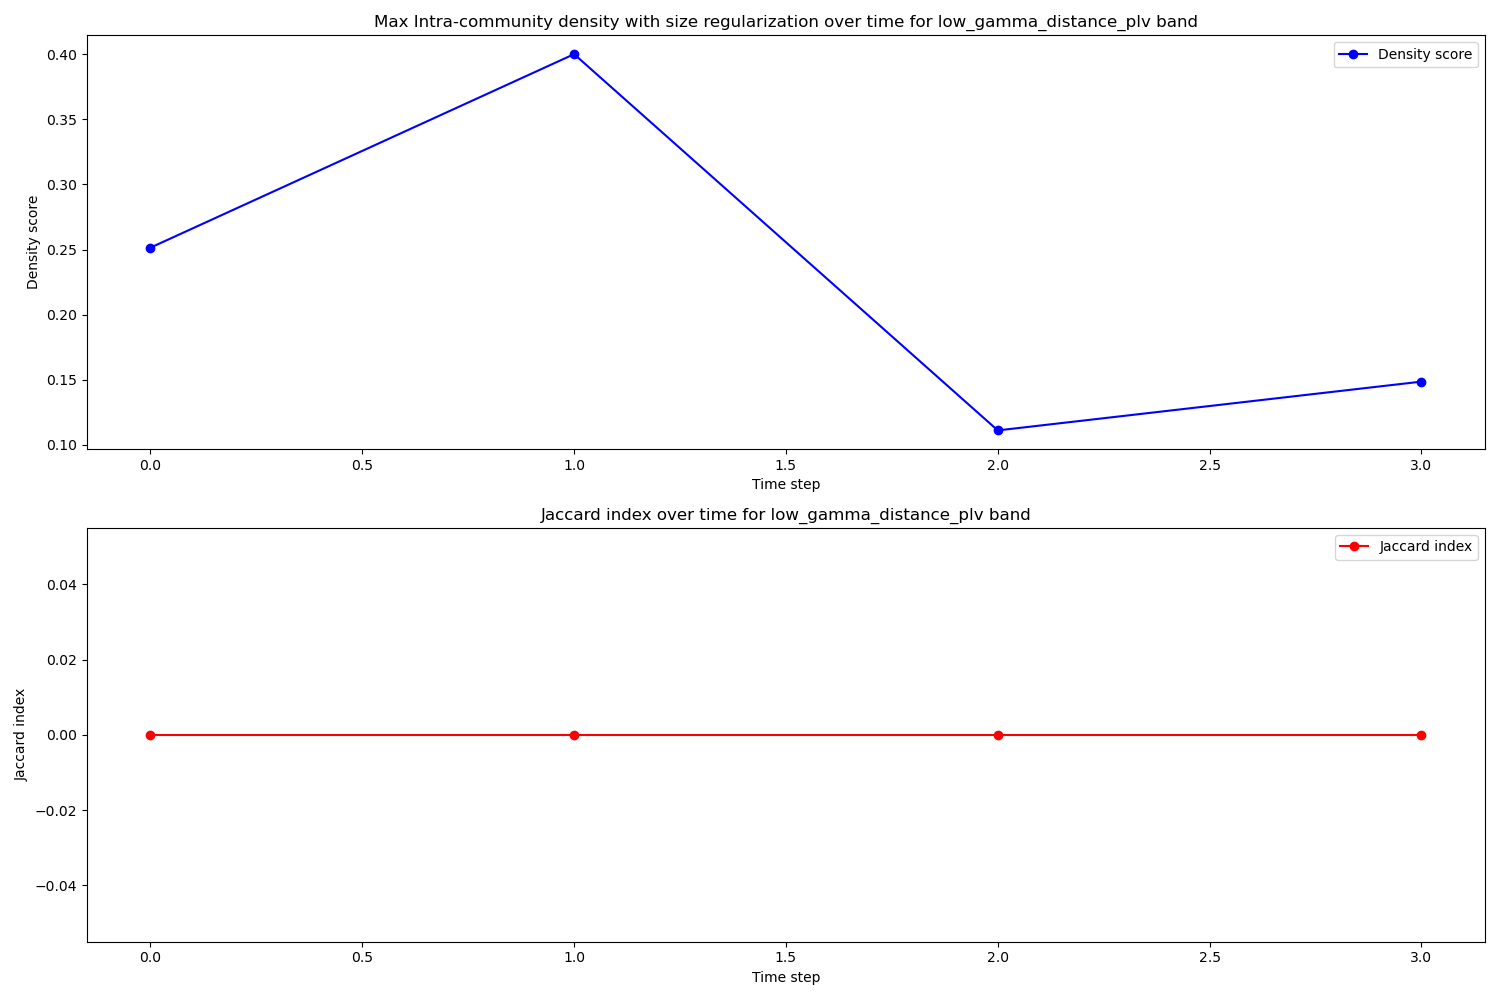 Max Intra-community density with size regularization over time for low_gamma_distance_plv band
Density score
0.40
0.35
0.30
0.25
0.20
0.15
0.10
Density score
0.0 0.5 1.0 1.5 2.0 2.5 3.0
Time step
Jaccard index over time for low_gamma_distance_plv band
Jaccard index
0.04
0.02
0.00
−0.02
−0.04
Jaccard index
0.0 0.5 1.0 1.5 2.0 2.5 3.0
Time step